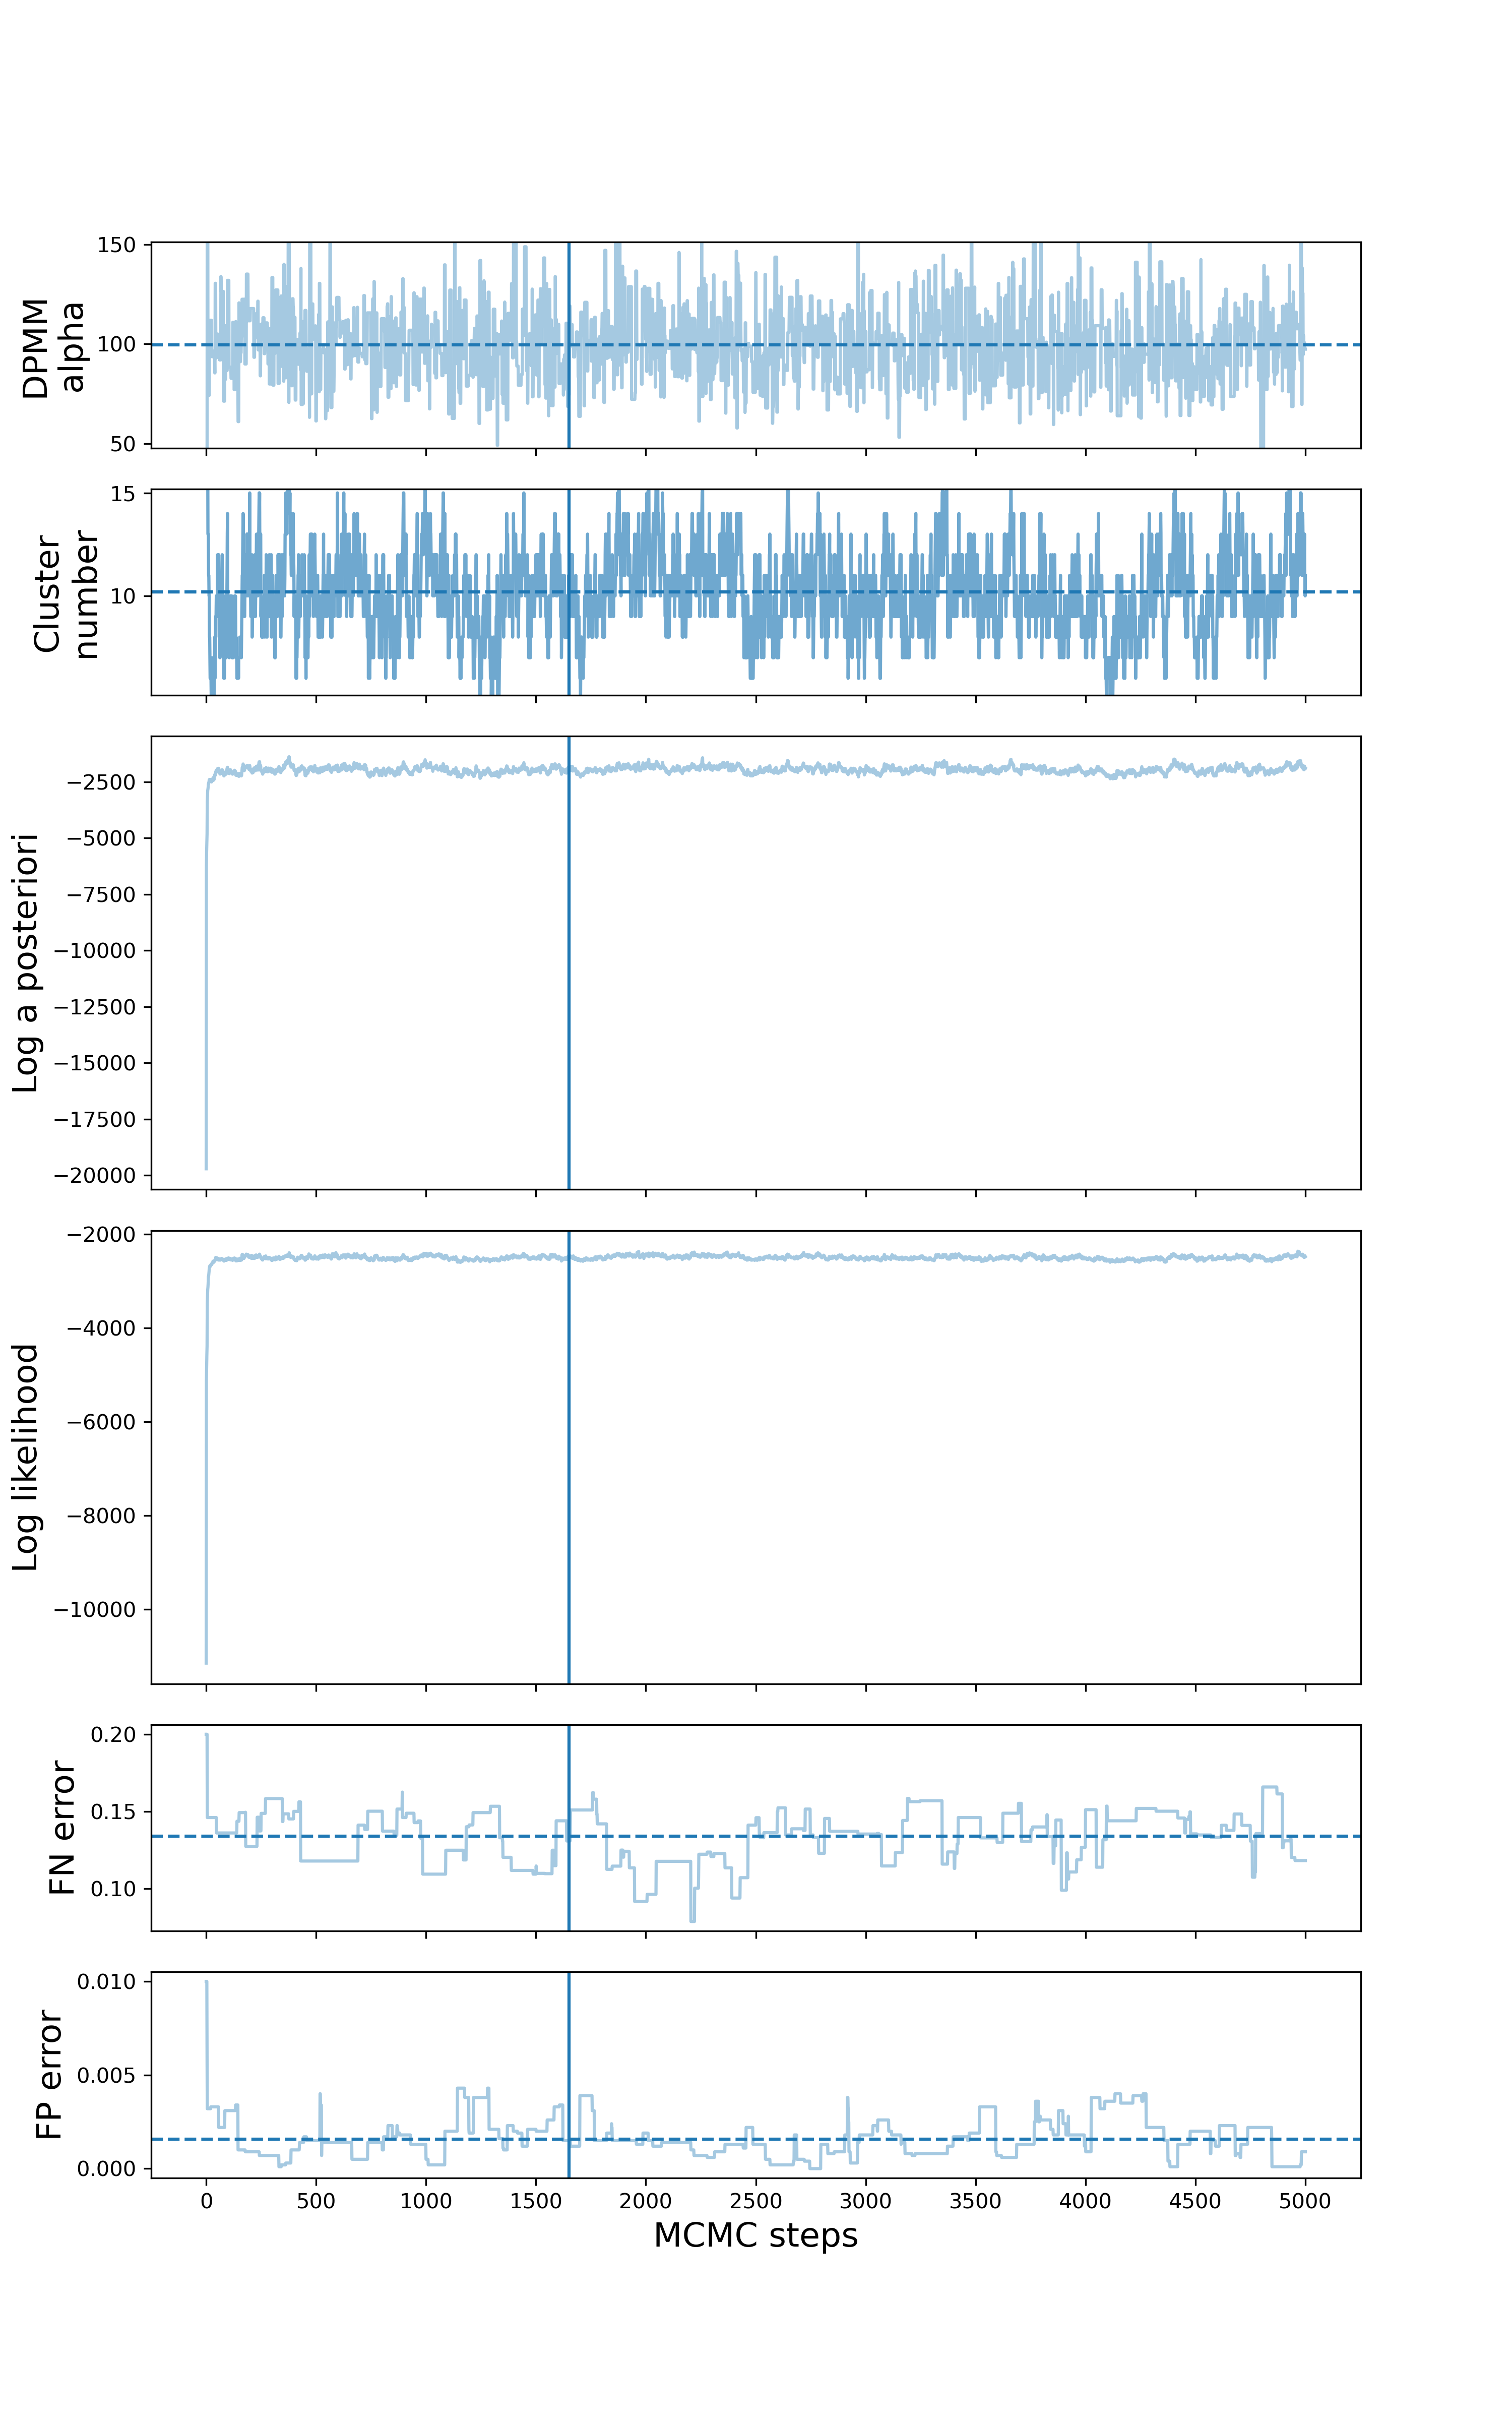 DPMM
alpha
150
100
50
Cluster
number
15
10
Log a posteriori
−2500
−5000
−7500
−10000
−12500
−15000
−17500
−20000
Log likelihood
−2000
−4000
−6000
−8000
−10000
FN error
0.20
0.15
0.10
FP error
0.010
0.005
0.000
0 500 1000 1500 2000 2500 3000 3500 4000 4500 5000
MCMC steps